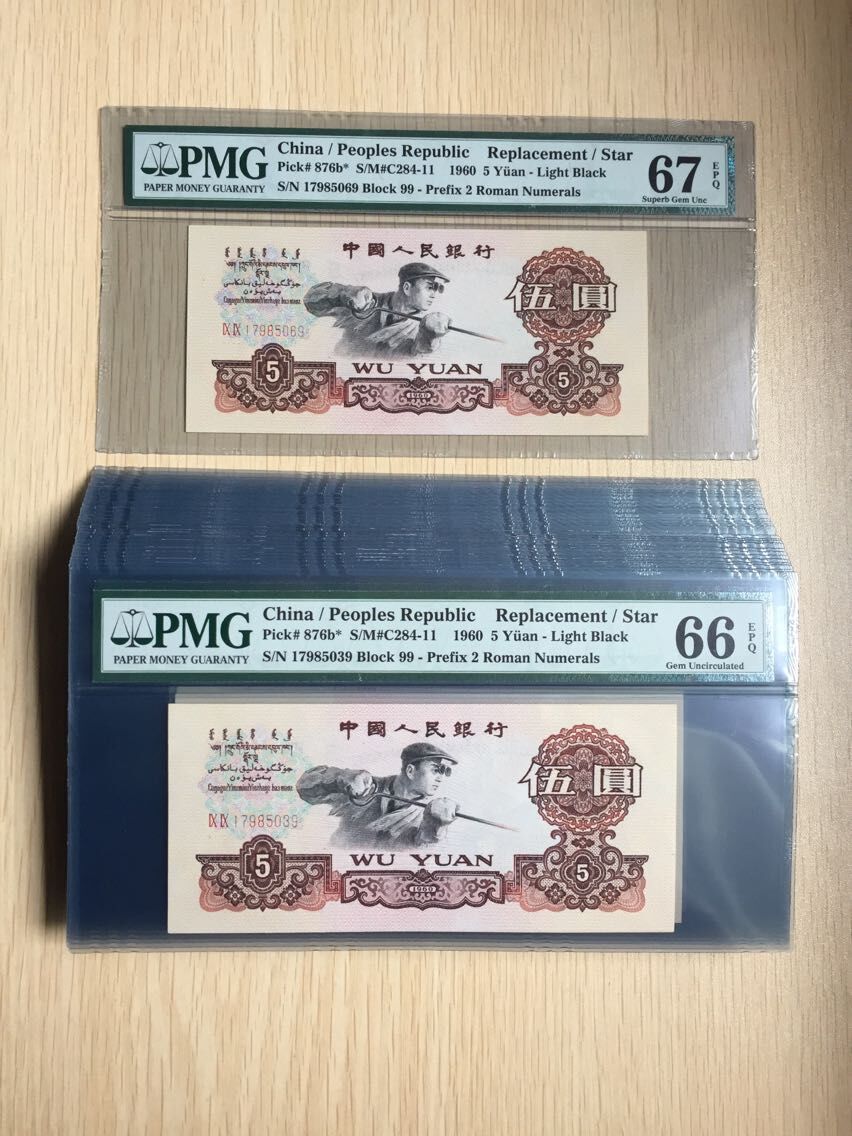 PMG
PAPER MONEY GUARANTY
China / Peoples Republic Replacement / Star
Pick# 876b* S/M#C284-11 1960 5 Yüan - Light Black
S/N 17985069 Block 99 - Prefix 2 Roman Numerals
67
EPQ
Superb Gem Unc
中國人民銀行
伍圓
IX IX 17985069
5
WU YUAN
1960
5
PMG
PAPER MONEY GUARANTY
China / Peoples Republic Replacement / Star
Pick# 876b* S/M#C284-11 1960 5 Yüan - Light Black
S/N 17985039 Block 99 - Prefix 2 Roman Numerals
66
EPQ
Gem Uncirculated
中國人民銀行
伍圓
IX IX 17985039
5
WU YUAN
1960
5